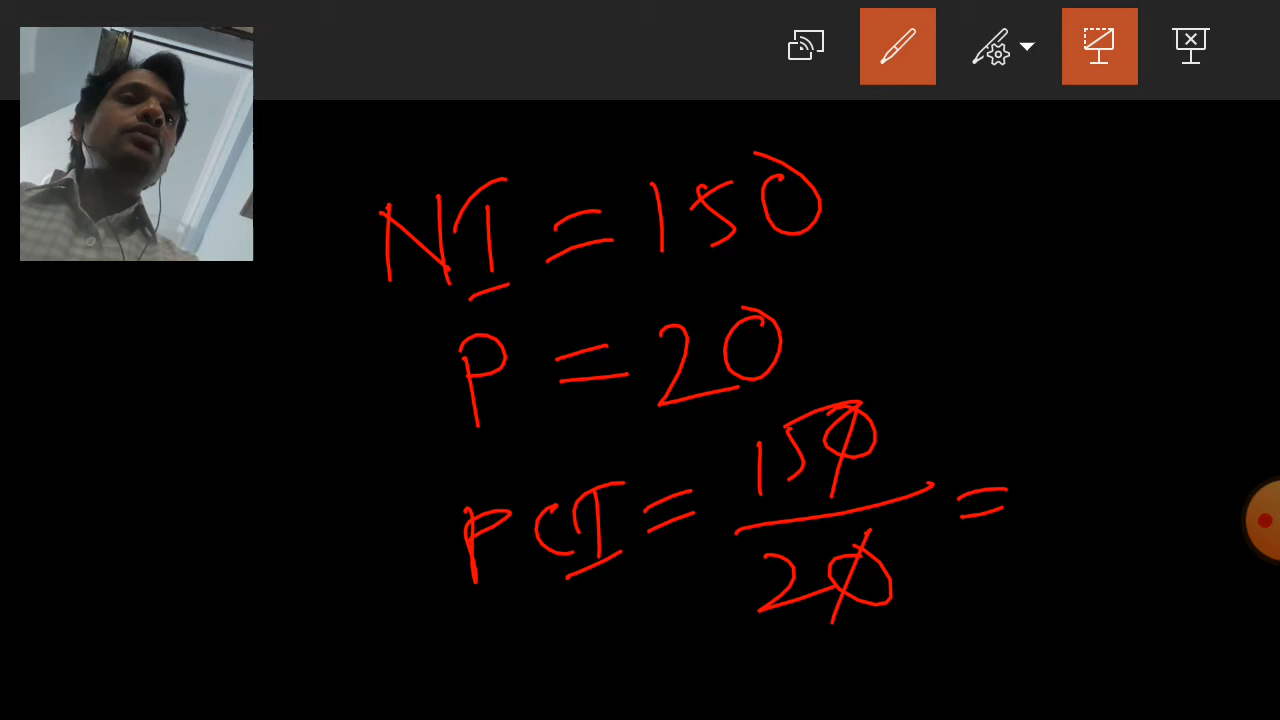 NI = 150
P = 20
PCI = 150/20 =